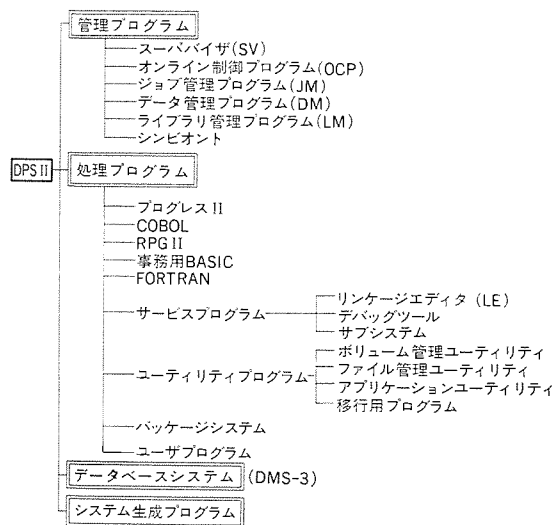 管理プログラム
スーパバイザ(SV)
オンライン制御プログラム(OCP)
ジョブ管理プログラム(JM)
データ管理プログラム(DM)
ライブラリ管理プログラム(LM)
シンビオント
DPSⅡ
処理プログラム
プログレスⅡ
COBOL
RPGⅡ
事務用BASIC
FORTRAN
サービスプログラム
リンケージエディタ(LE)
デバッグツール
サブシステム
ユーティリティプログラム
ボリューム管理ユーティリティ
ファイル管理ユーティリティ
アプリケーションユーティリティ
移行用プログラム
パッケージシステム
ユーザプログラム
データベースシステム (DMS-3)
システム生成プログラム